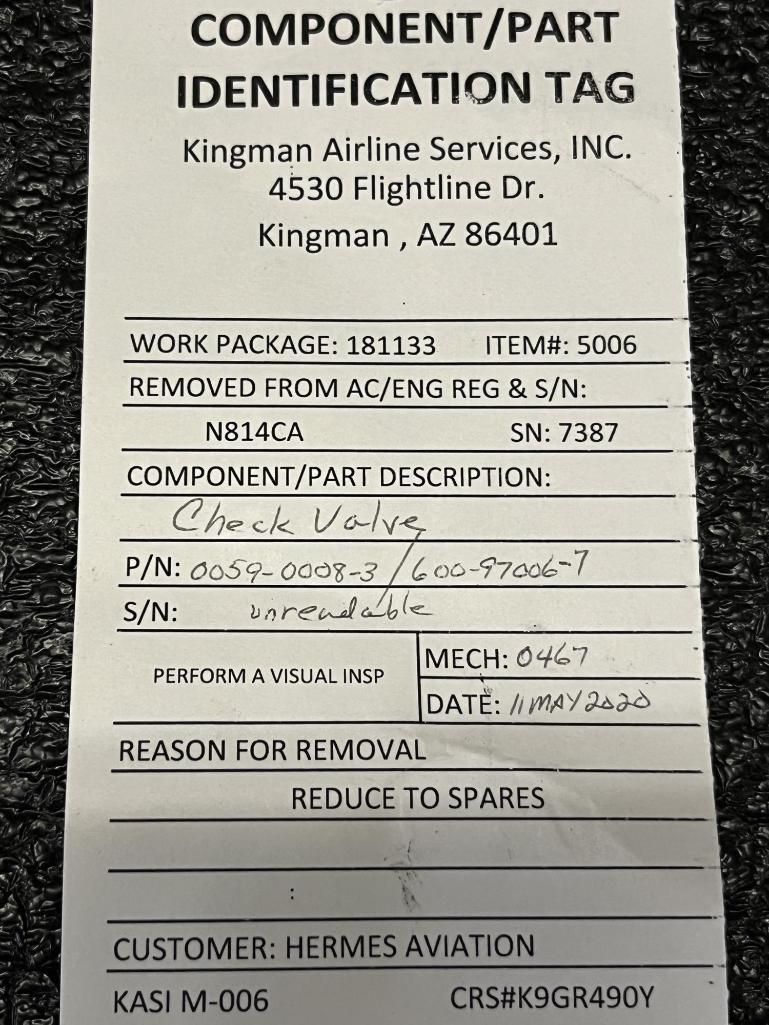 COMPONENT/PART
IDENTIFICATION TAG
Kingman Airline Services, INC.
4530 Flightline Dr.
Kingman , AZ 86401
WORK PACKAGE: 181133 ITEM#: 5006
REMOVED FROM AC/ENG REG & S/N:
N814CA SN: 7387
COMPONENT/PART DESCRIPTION:
Check Valve
P/N: 0059-0008-3/600-97006-7
S/N: unreadable
PERFORM A VISUAL INSP
MECH: 0467
DATE: 11MAY2020
REASON FOR REMOVAL
REDUCE TO SPARES
:
CUSTOMER: HERMES AVIATION
KASI M-006 CRS#K9GR490Y